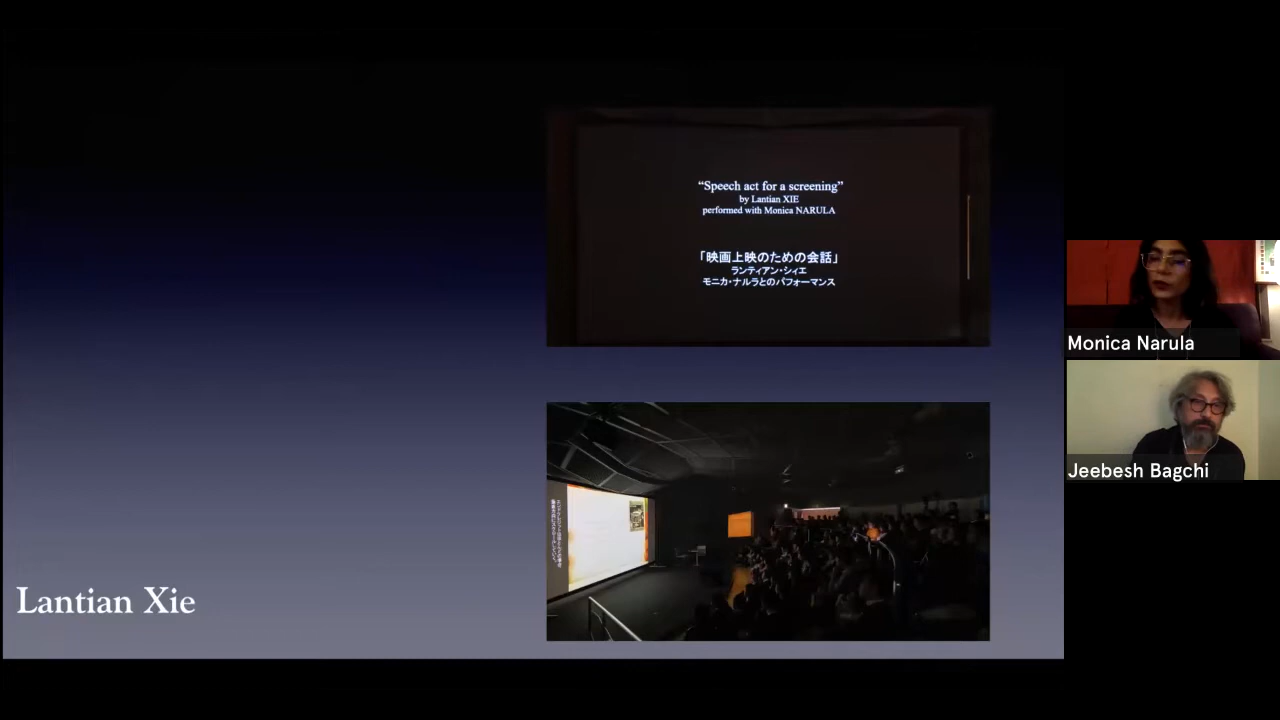 “Speech act for a screening”
by Lantian XIE
performed with Monica NARULA
「映画上映のための会話」
ランティアン・シィエ
モニカ・ナルラとのパフォーマンス
Lantian Xie
Monica Narula
Jeebesh Bagchi